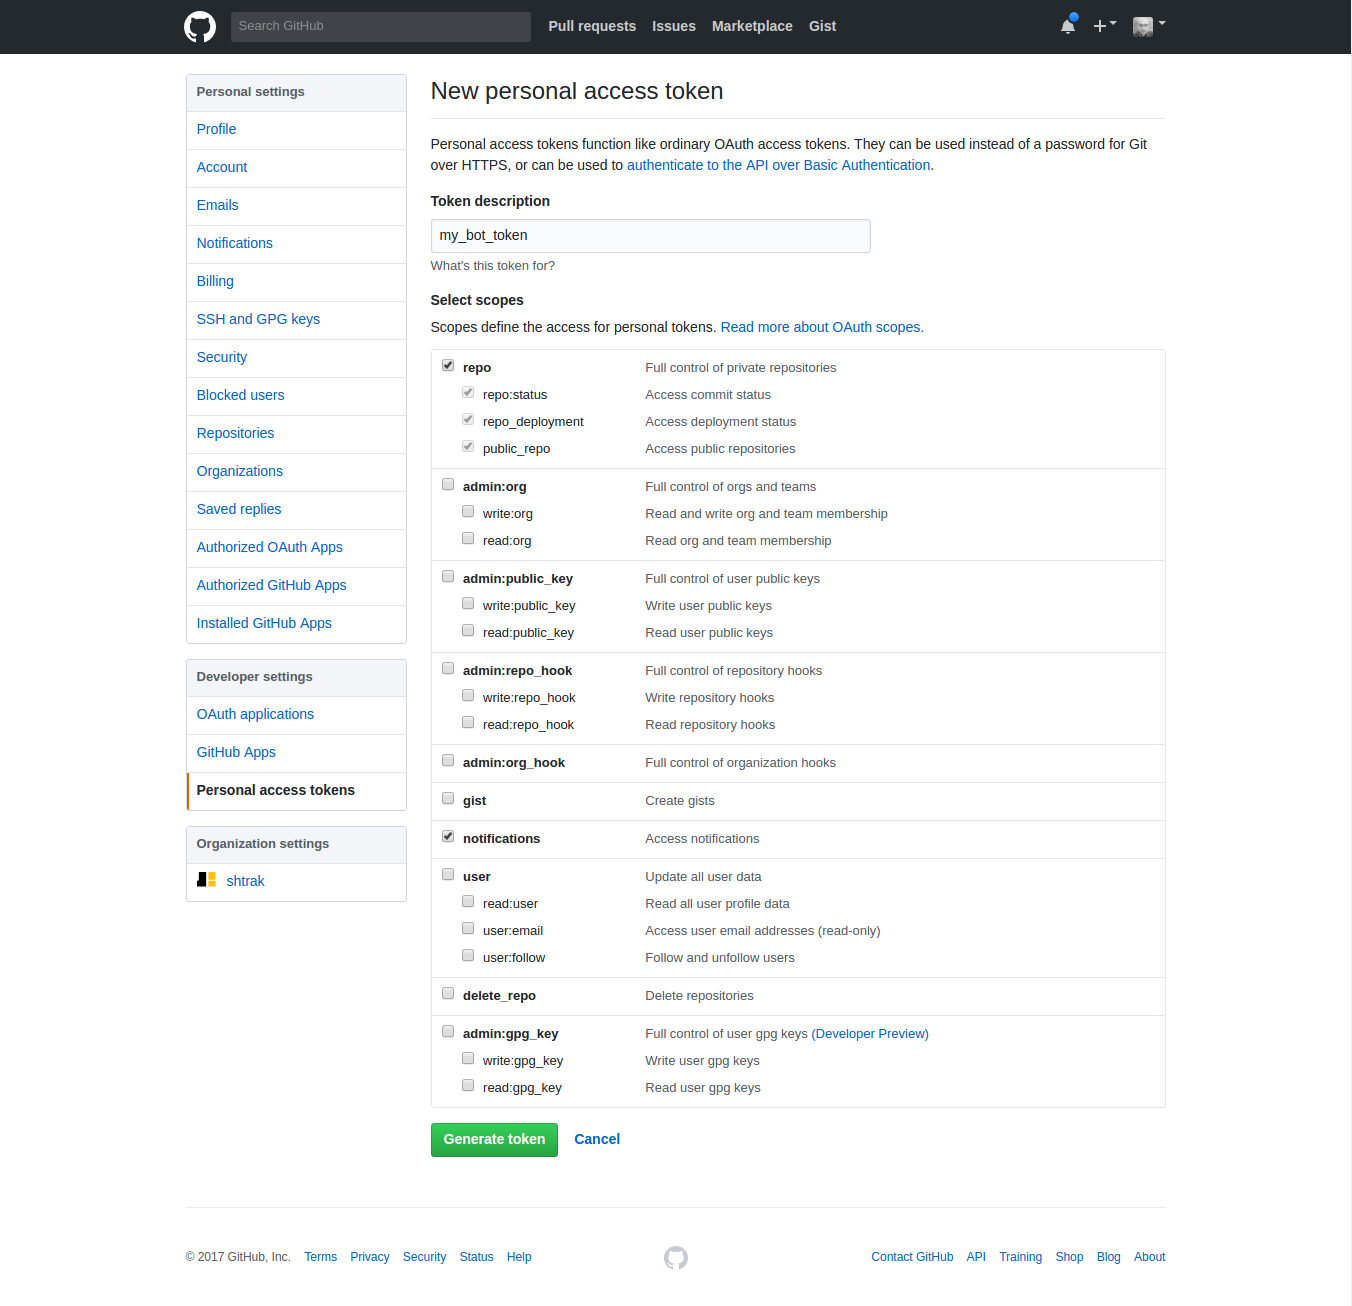 Search GitHub Pull requests Issues Marketplace Gist
Personal settings
Profile
Account
Emails
Notifications
Billing
SSH and GPG keys
Security
Blocked users
Repositories
Organizations
Saved replies
Authorized OAuth Apps
Authorized GitHub Apps
Installed GitHub Apps
Developer settings
OAuth applications
GitHub Apps
Personal access tokens
Organization settings
shtrak
New personal access token
Personal access tokens function like ordinary OAuth access tokens. They can be used instead of a password for Git
over HTTPS, or can be used to authenticate to the API over Basic Authentication.
Token description
my_bot_token
What's this token for?
Select scopes
Scopes define the access for personal tokens. Read more about OAuth scopes.
repo Full control of private repositories
repo:status Access commit status
repo_deployment Access deployment status
public_repo Access public repositories
admin:org Full control of orgs and teams
write:org Read and write org and team membership
read:org Read org and team membership
admin:public_key Full control of user public keys
write:public_key Write user public keys
read:public_key Read user public keys
admin:repo_hook Full control of repository hooks
write:repo_hook Write repository hooks
read:repo_hook Read repository hooks
admin:org_hook Full control of organization hooks
gist Create gists
notifications Access notifications
user Update all user data
read:user Read all user profile data
user:email Access user email addresses (read-only)
user:follow Follow and unfollow users
delete_repo Delete repositories
admin:gpg_key Full control of user gpg keys (Developer Preview)
write:gpg_key Write user gpg keys
read:gpg_key Read user gpg keys
Generate token Cancel
© 2017 GitHub, Inc. Terms Privacy Security Status Help Contact GitHub API Training Shop Blog About